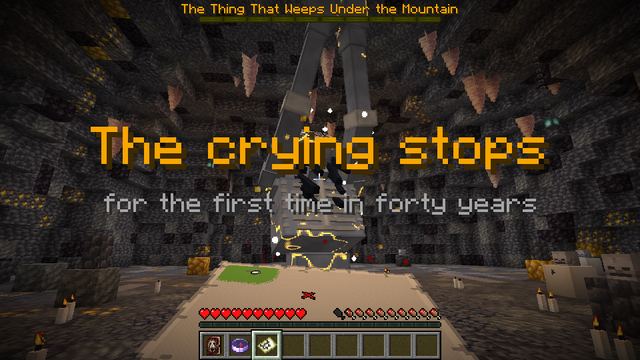 The Thing That Weeps Under the Mountain
The crying stops
for the first time in forty years